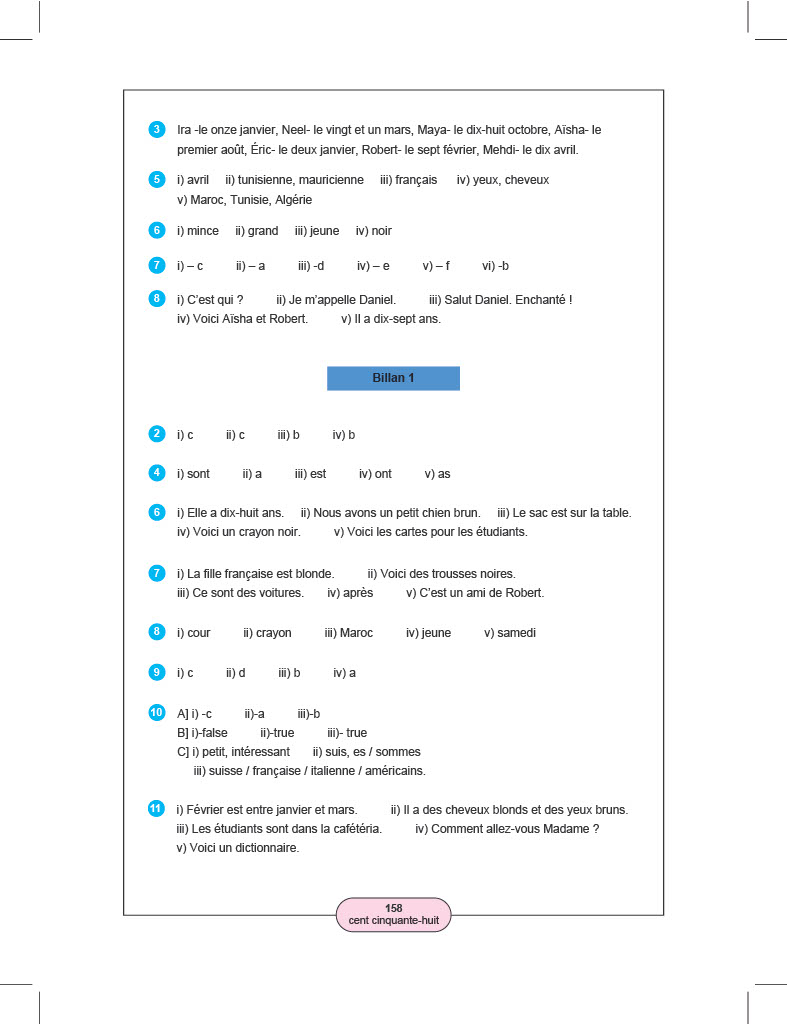 3 Ira -le onze janvier, Neel- le vingt et un mars, Maya- le dix-huit octobre, Aïsha- le
premier août, Éric- le deux janvier, Robert- le sept février, Mehdi- le dix avril.
5 i) avril ii) tunisienne, mauricienne iii) français iv) yeux, cheveux
v) Maroc, Tunisie, Algérie
6 i) mince ii) grand iii) jeune iv) noir
7 i) – c ii) – a iii) -d iv) – e v) – f vi) -b
8 i) C’est qui ? ii) Je m’appelle Daniel. iii) Salut Daniel. Enchanté !
iv) Voici Aïsha et Robert. v) Il a dix-sept ans.
Billan 1
2 i) c ii) c iii) b iv) b
4 i) sont ii) a iii) est iv) ont v) as
6 i) Elle a dix-huit ans. ii) Nous avons un petit chien brun. iii) Le sac est sur la table.
iv) Voici un crayon noir. v) Voici les cartes pour les étudiants.
7 i) La fille française est blonde. ii) Voici des trousses noires.
iii) Ce sont des voitures. iv) après v) C’est un ami de Robert.
8 i) cour ii) crayon iii) Maroc iv) jeune v) samedi
9 i) c ii) d iii) b iv) a
10 A] i) -c ii)-a iii)-b
B] i)-false ii)-true iii)- true
C] i) petit, intéressant ii) suis, es / sommes
iii) suisse / française / italienne / américains.
11 i) Février est entre janvier et mars. ii) Il a des cheveux blonds et des yeux bruns.
iii) Les étudiants sont dans la cafétéria. iv) Comment allez-vous Madame ?
v) Voici un dictionnaire.
158
cent cinquante-huit